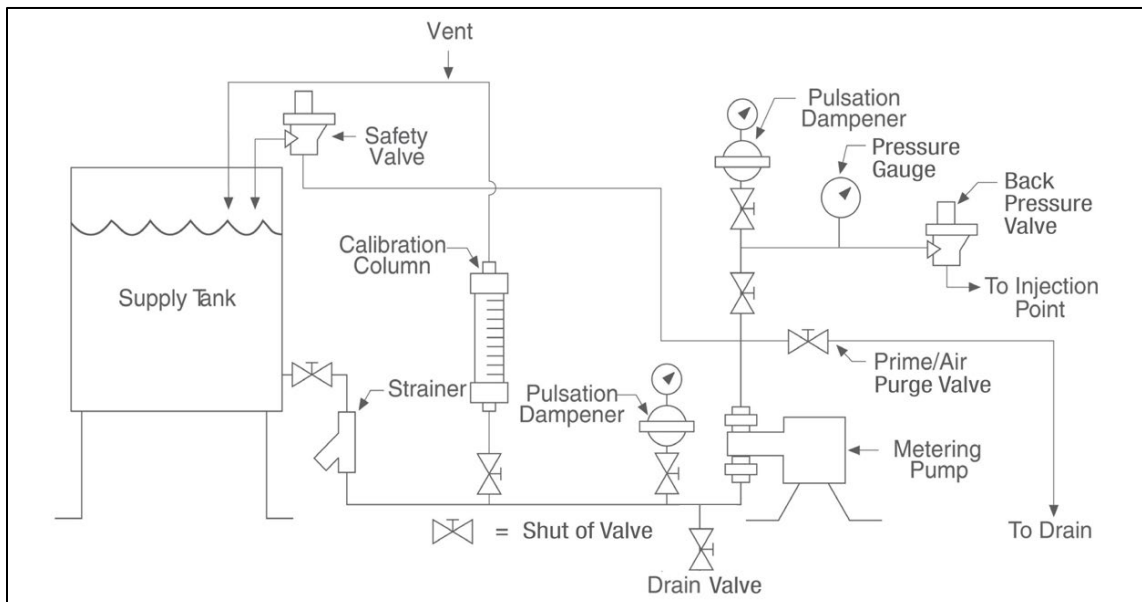 Vent
Safety
Valve
Pulsation
Dampener
Pressure
Gauge
Back
Pressure
Valve
Calibration
Column
To Injection
Point
Supply Tank
Prime/Air
Purge Valve
Strainer
Pulsation
Dampener
Metering
Pump
= Shut of Valve
To Drain
Drain Valve